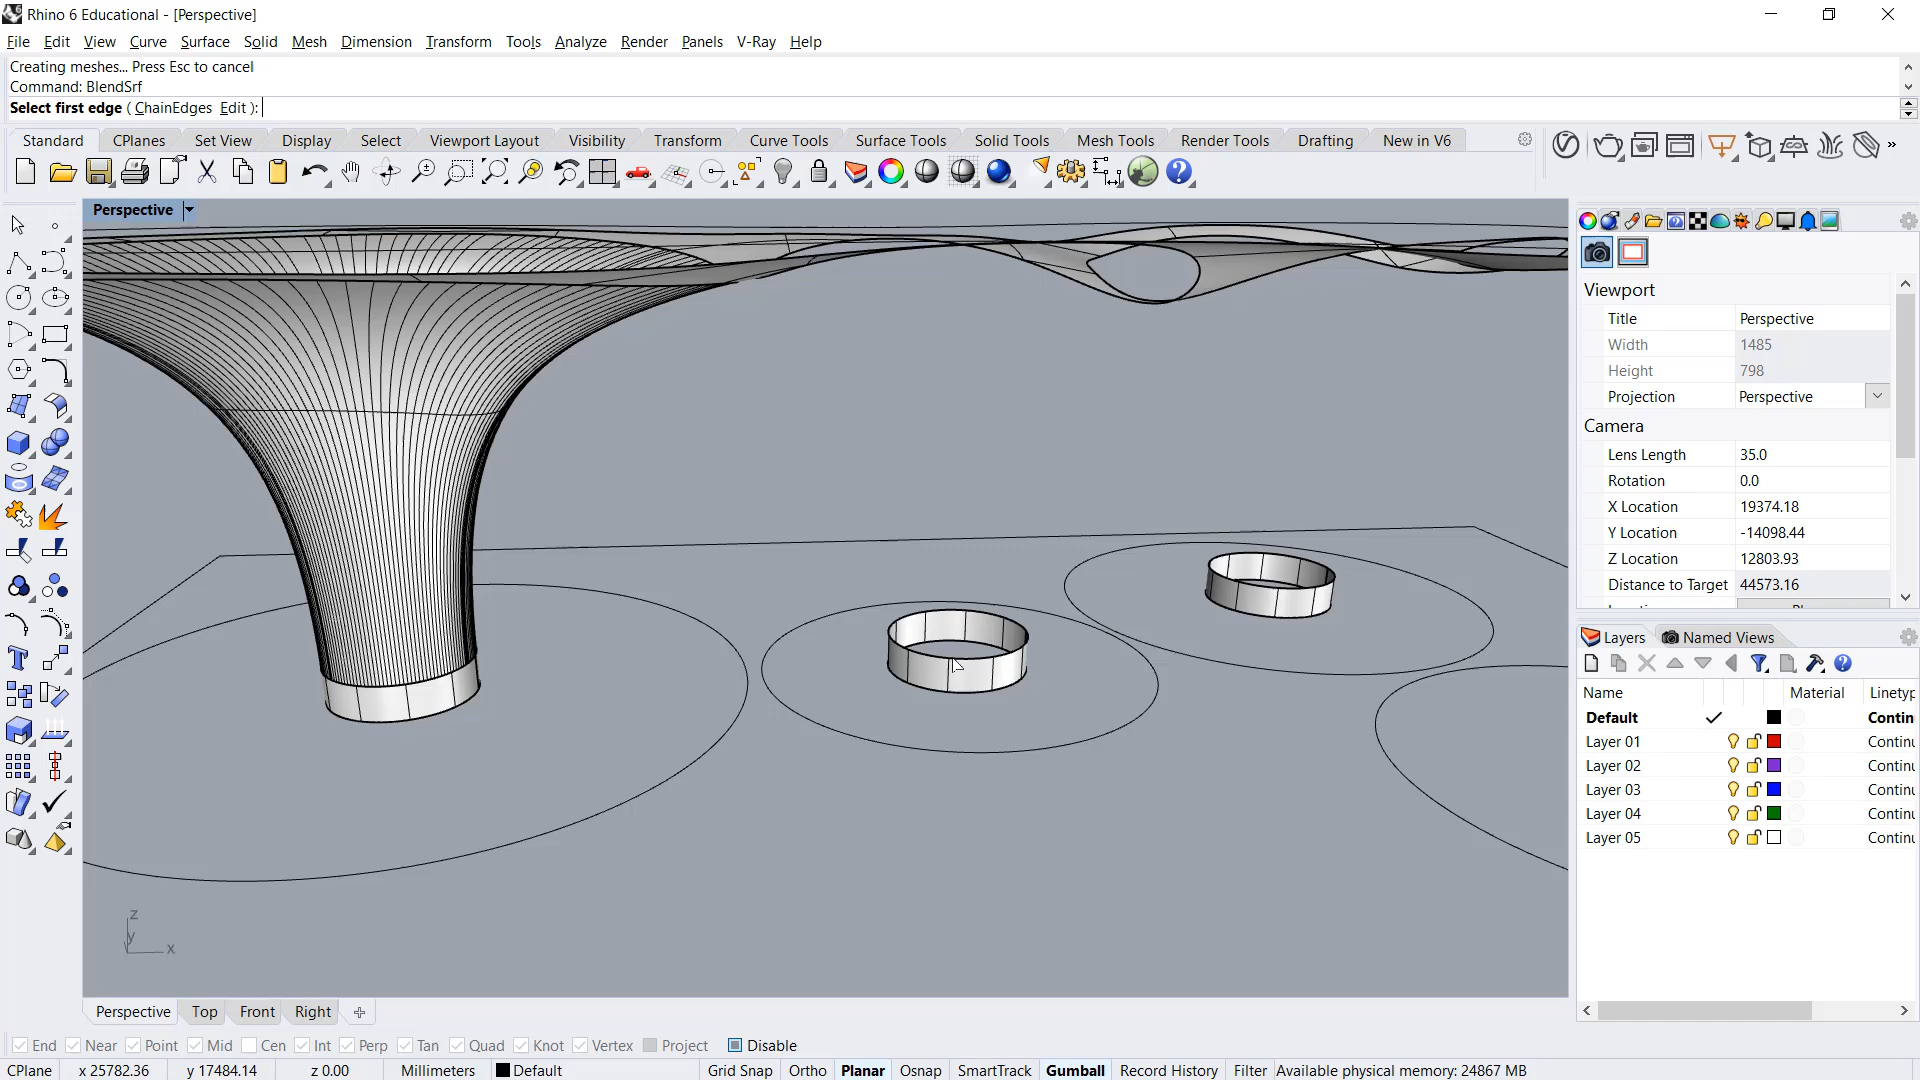 Rhino 6 Educational - [Perspective]
File Edit View Curve Surface Solid Mesh Dimension Transform Tools Analyze Render Panels V-Ray Help
Creating meshes... Press Esc to cancel
Command: BlendSrf
Select first edge ( ChainEdges Edit ):
Standard CPlanes Set View Display Select Viewport Layout Visibility Transform Curve Tools Surface Tools Solid Tools Mesh Tools Render Tools Drafting New in V6
Perspective
Viewport
Title Perspective
Width 1485
Height 798
Projection Perspective
Camera
Lens Length 35.0
Rotation 0.0
X Location 19374.18
Y Location -14098.44
Z Location 12803.93
Distance to Target 44573.16
Layers Named Views
Name Material Linetyp
Default Contin
Layer 01 Continu
Layer 02 Continu
Layer 03 Continu
Layer 04 Continu
Layer 05 Continu
z
y
x
Perspective Top Front Right
End Near Point Mid Cen Int Perp Tan Quad Knot Vertex Project Disable
CPlane x 25782.36 y 17484.14 z 0.00 Millimeters Default Grid Snap Ortho Planar Osnap SmartTrack Gumball Record History Filter Available physical memory: 24867 MB